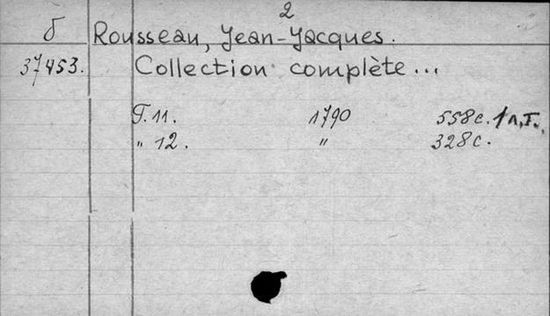 2
б Rousseau, Jean-Jacques.
37453. Collection complète...
Т. 11. 1790 558с. 1 п,т.,
" 12. " 328с.